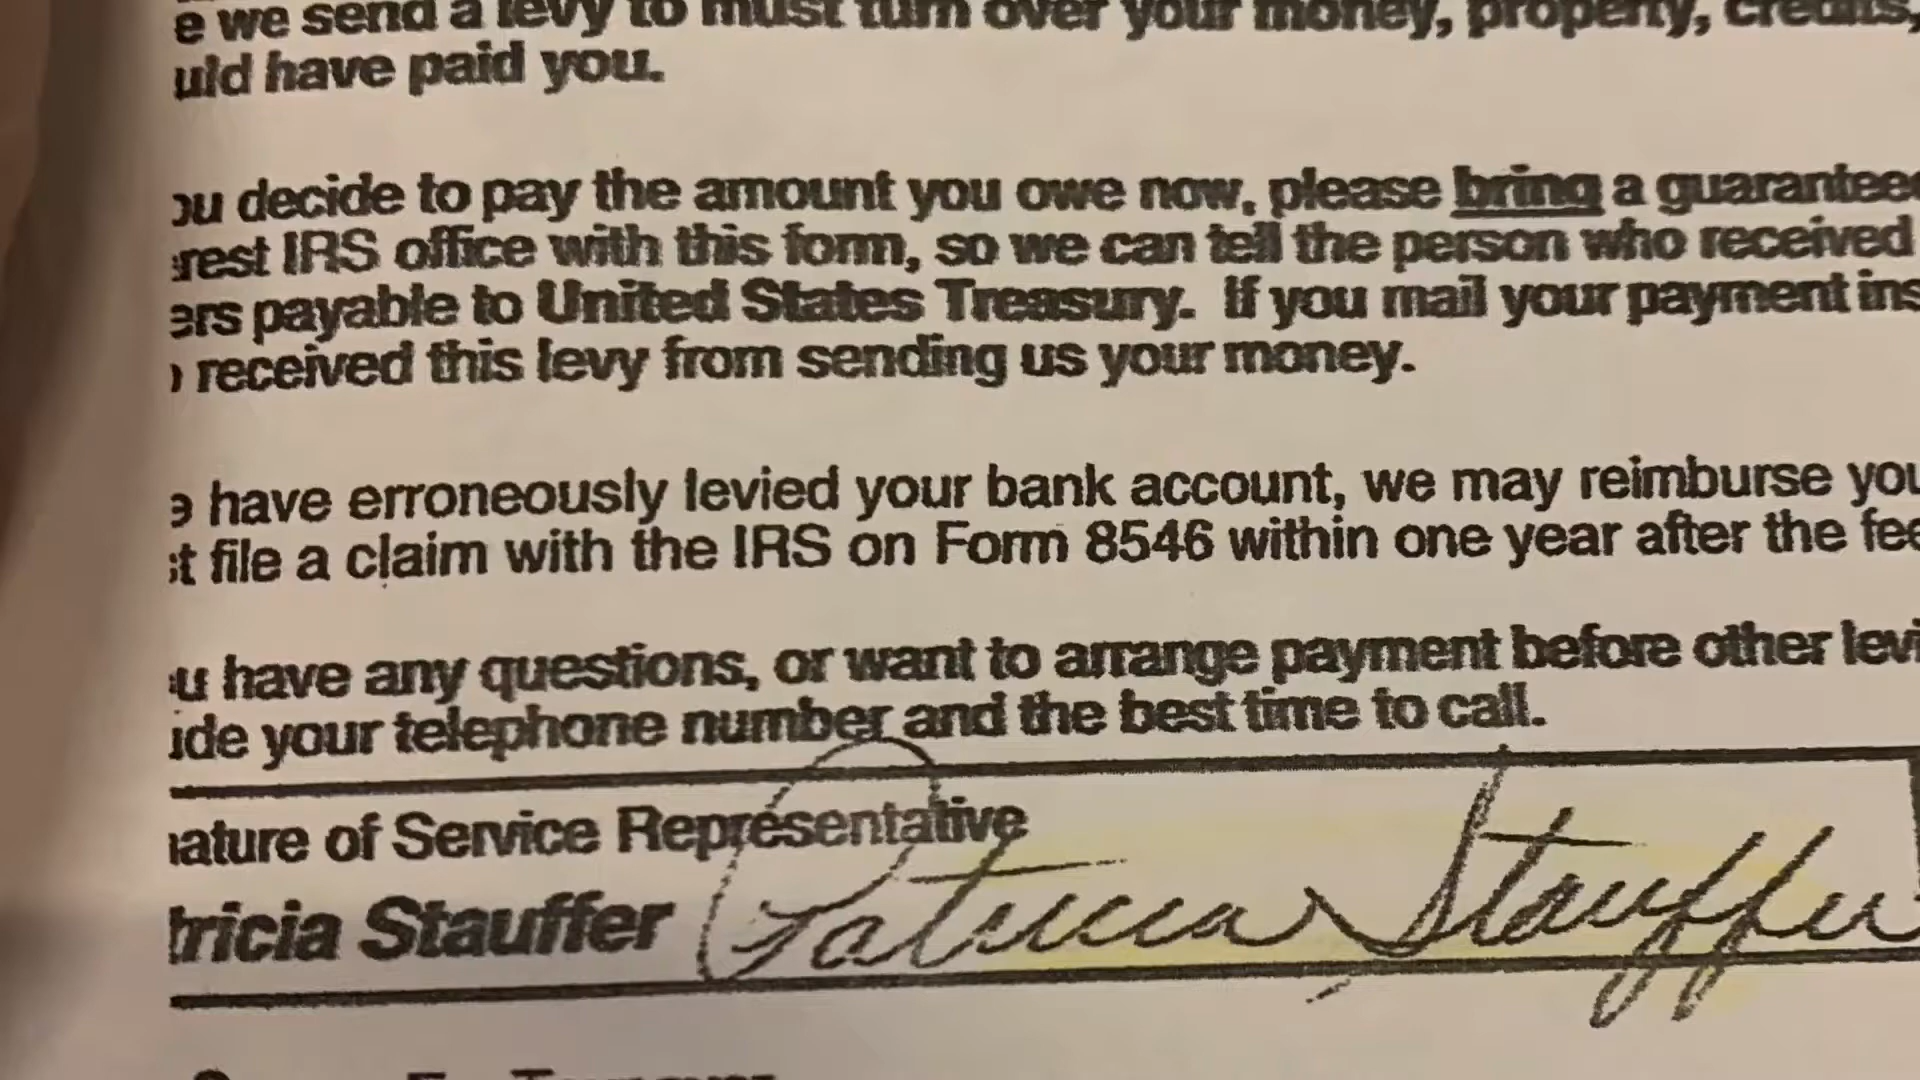 e we send a levy to must turn over your money, property, credits,
uld have paid you.
ou decide to pay the amount you owe now, please bring a guarantee
rest IRS office with this form, so we can tell the person who received
ers payable to United States Treasury. If you mail your payment ins
received this levy from sending us your money.
e have erroneously levied your bank account, we may reimburse you
st file a claim with the IRS on Form 8546 within one year after the fee
u have any questions, or want to arrange payment before other levi
ide your telephone number and the best time to call.
nature of Service Representative
tricia Stauffer Patricia Stauffer